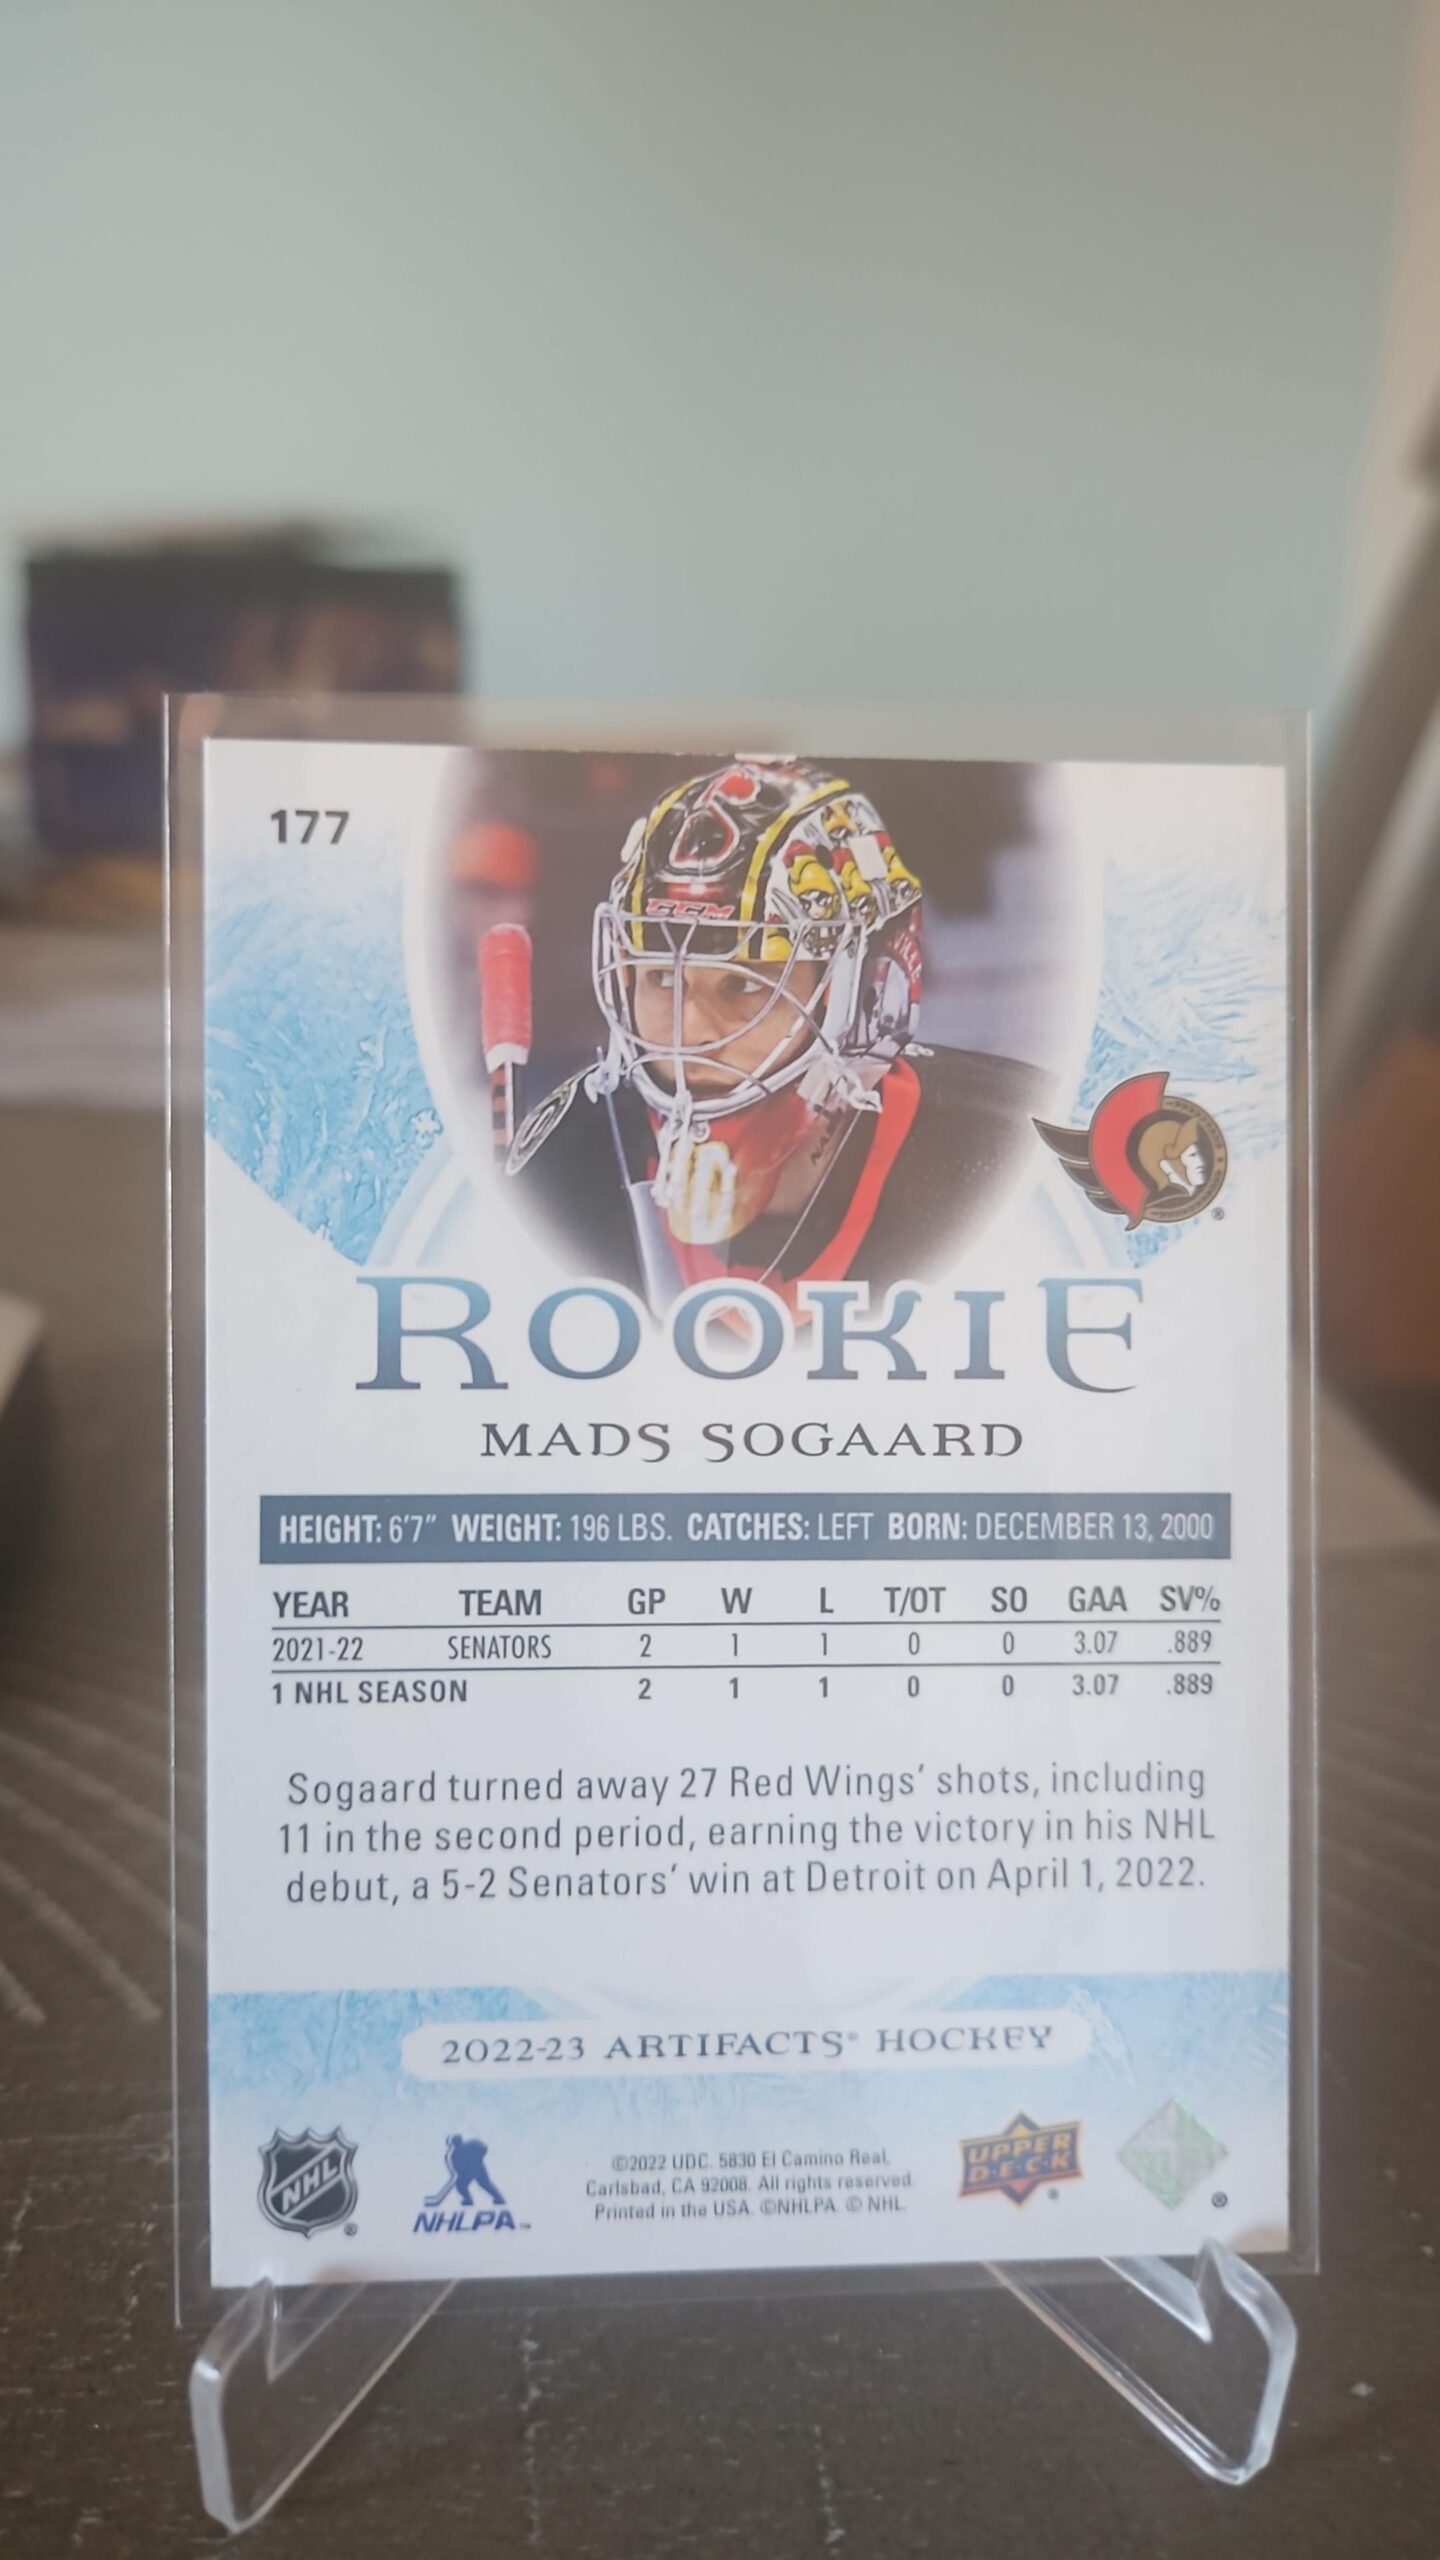 177
CCM
ROOKIE
MADS SOGAARD
HEIGHT: 6'7" WEIGHT: 196 LBS. CATCHES: LEFT BORN: DECEMBER 13, 2000
YEAR TEAM GP W L T/OT SO GAA SV%
2021-22 SENATORS 2 1 1 0 0 3.07 .889
1 NHL SEASON 2 1 1 0 0 3.07 .889
Sogaard turned away 27 Red Wings' shots, including
11 in the second period, earning the victory in his NHL
debut, a 5-2 Senators' win at Detroit on April 1, 2022.
2022-23 ARTIFACTS® HOCKEY
NHL ®
NHLPA™
©2022 UDC. 5830 El Camino Real,
Carlsbad, CA 92008. All rights reserved.
Printed in the USA. ©NHLPA. © NHL.
UPPER
DECK ®